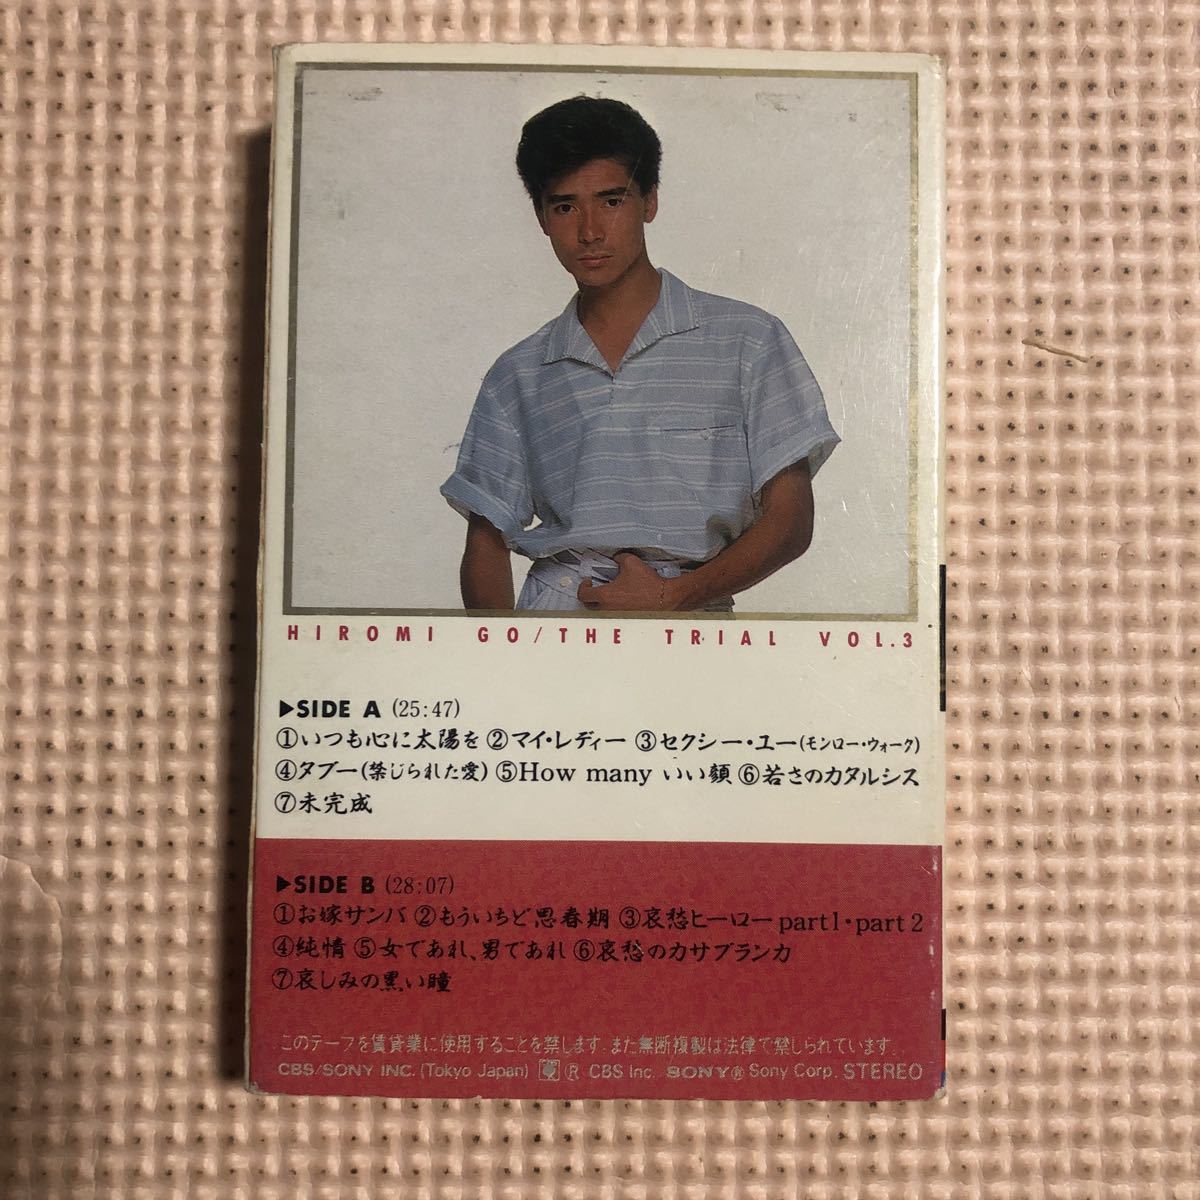 HIROMI GO/THE TRIAL VOL.3
▶SIDE A (25:47)
①いつも心に太陽を ②マイ・レディー ③セクシー・ユー(モンロー・ウォーク)
④タブー(禁じられた愛) ⑤How many いい顔 ⑥若さのカタルシス
⑦未完成
▶SIDE B (28:07)
①お嫁サンバ ②もういちど思春期 ③哀愁ヒーロー part1・part2
④純情 ⑤女であれ、男であれ ⑥哀愁のカサブランカ
⑦哀しみの黒い瞳
このテープを賃貸業に使用することを禁じます。また無断複製は法律で禁じられています。
CBS/SONY INC. (Tokyo Japan) ® CBS Inc. SONY® Sony Corp. STEREO